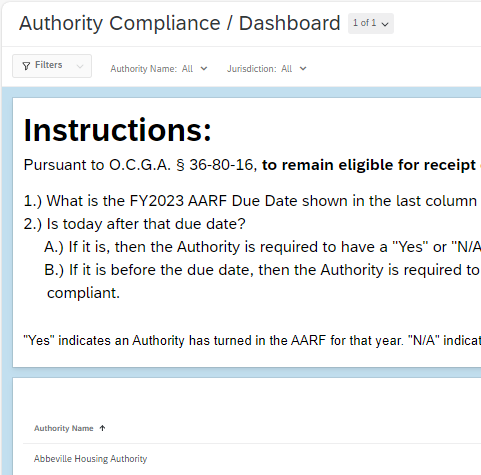 Authority Compliance / Dashboard 1 of 1
Filters Authority Name: All Jurisdiction: All
Instructions:
Pursuant to O.C.G.A. § 36-80-16, to remain eligible for receipt
1.) What is the FY2023 AARF Due Date shown in the last column
2.) Is today after that due date?
A.) If it is, then the Authority is required to have a "Yes" or "N/A
B.) If it is before the due date, then the Authority is required to
compliant.
"Yes" indicates an Authority has turned in the AARF for that year. "N/A" indicat
Authority Name ↑
Abbeville Housing Authority